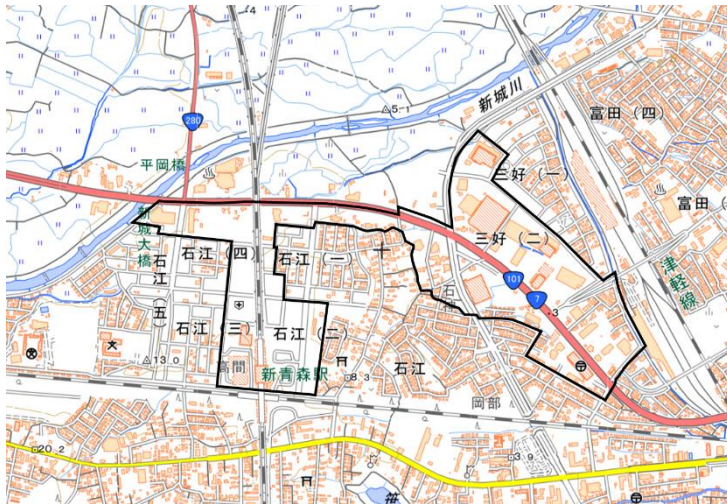 4
280
△5.1
新城川
富田(四)
平岡橋
三好(一)
富田(
新城大橋
石江(四)
石江(一)
三好(二)
津軽線
石江(五)
101
7
3
石江(三)
石江(二)
石江
△13.0
高間
新青森駅
8.3
岡部
20.2
3.9